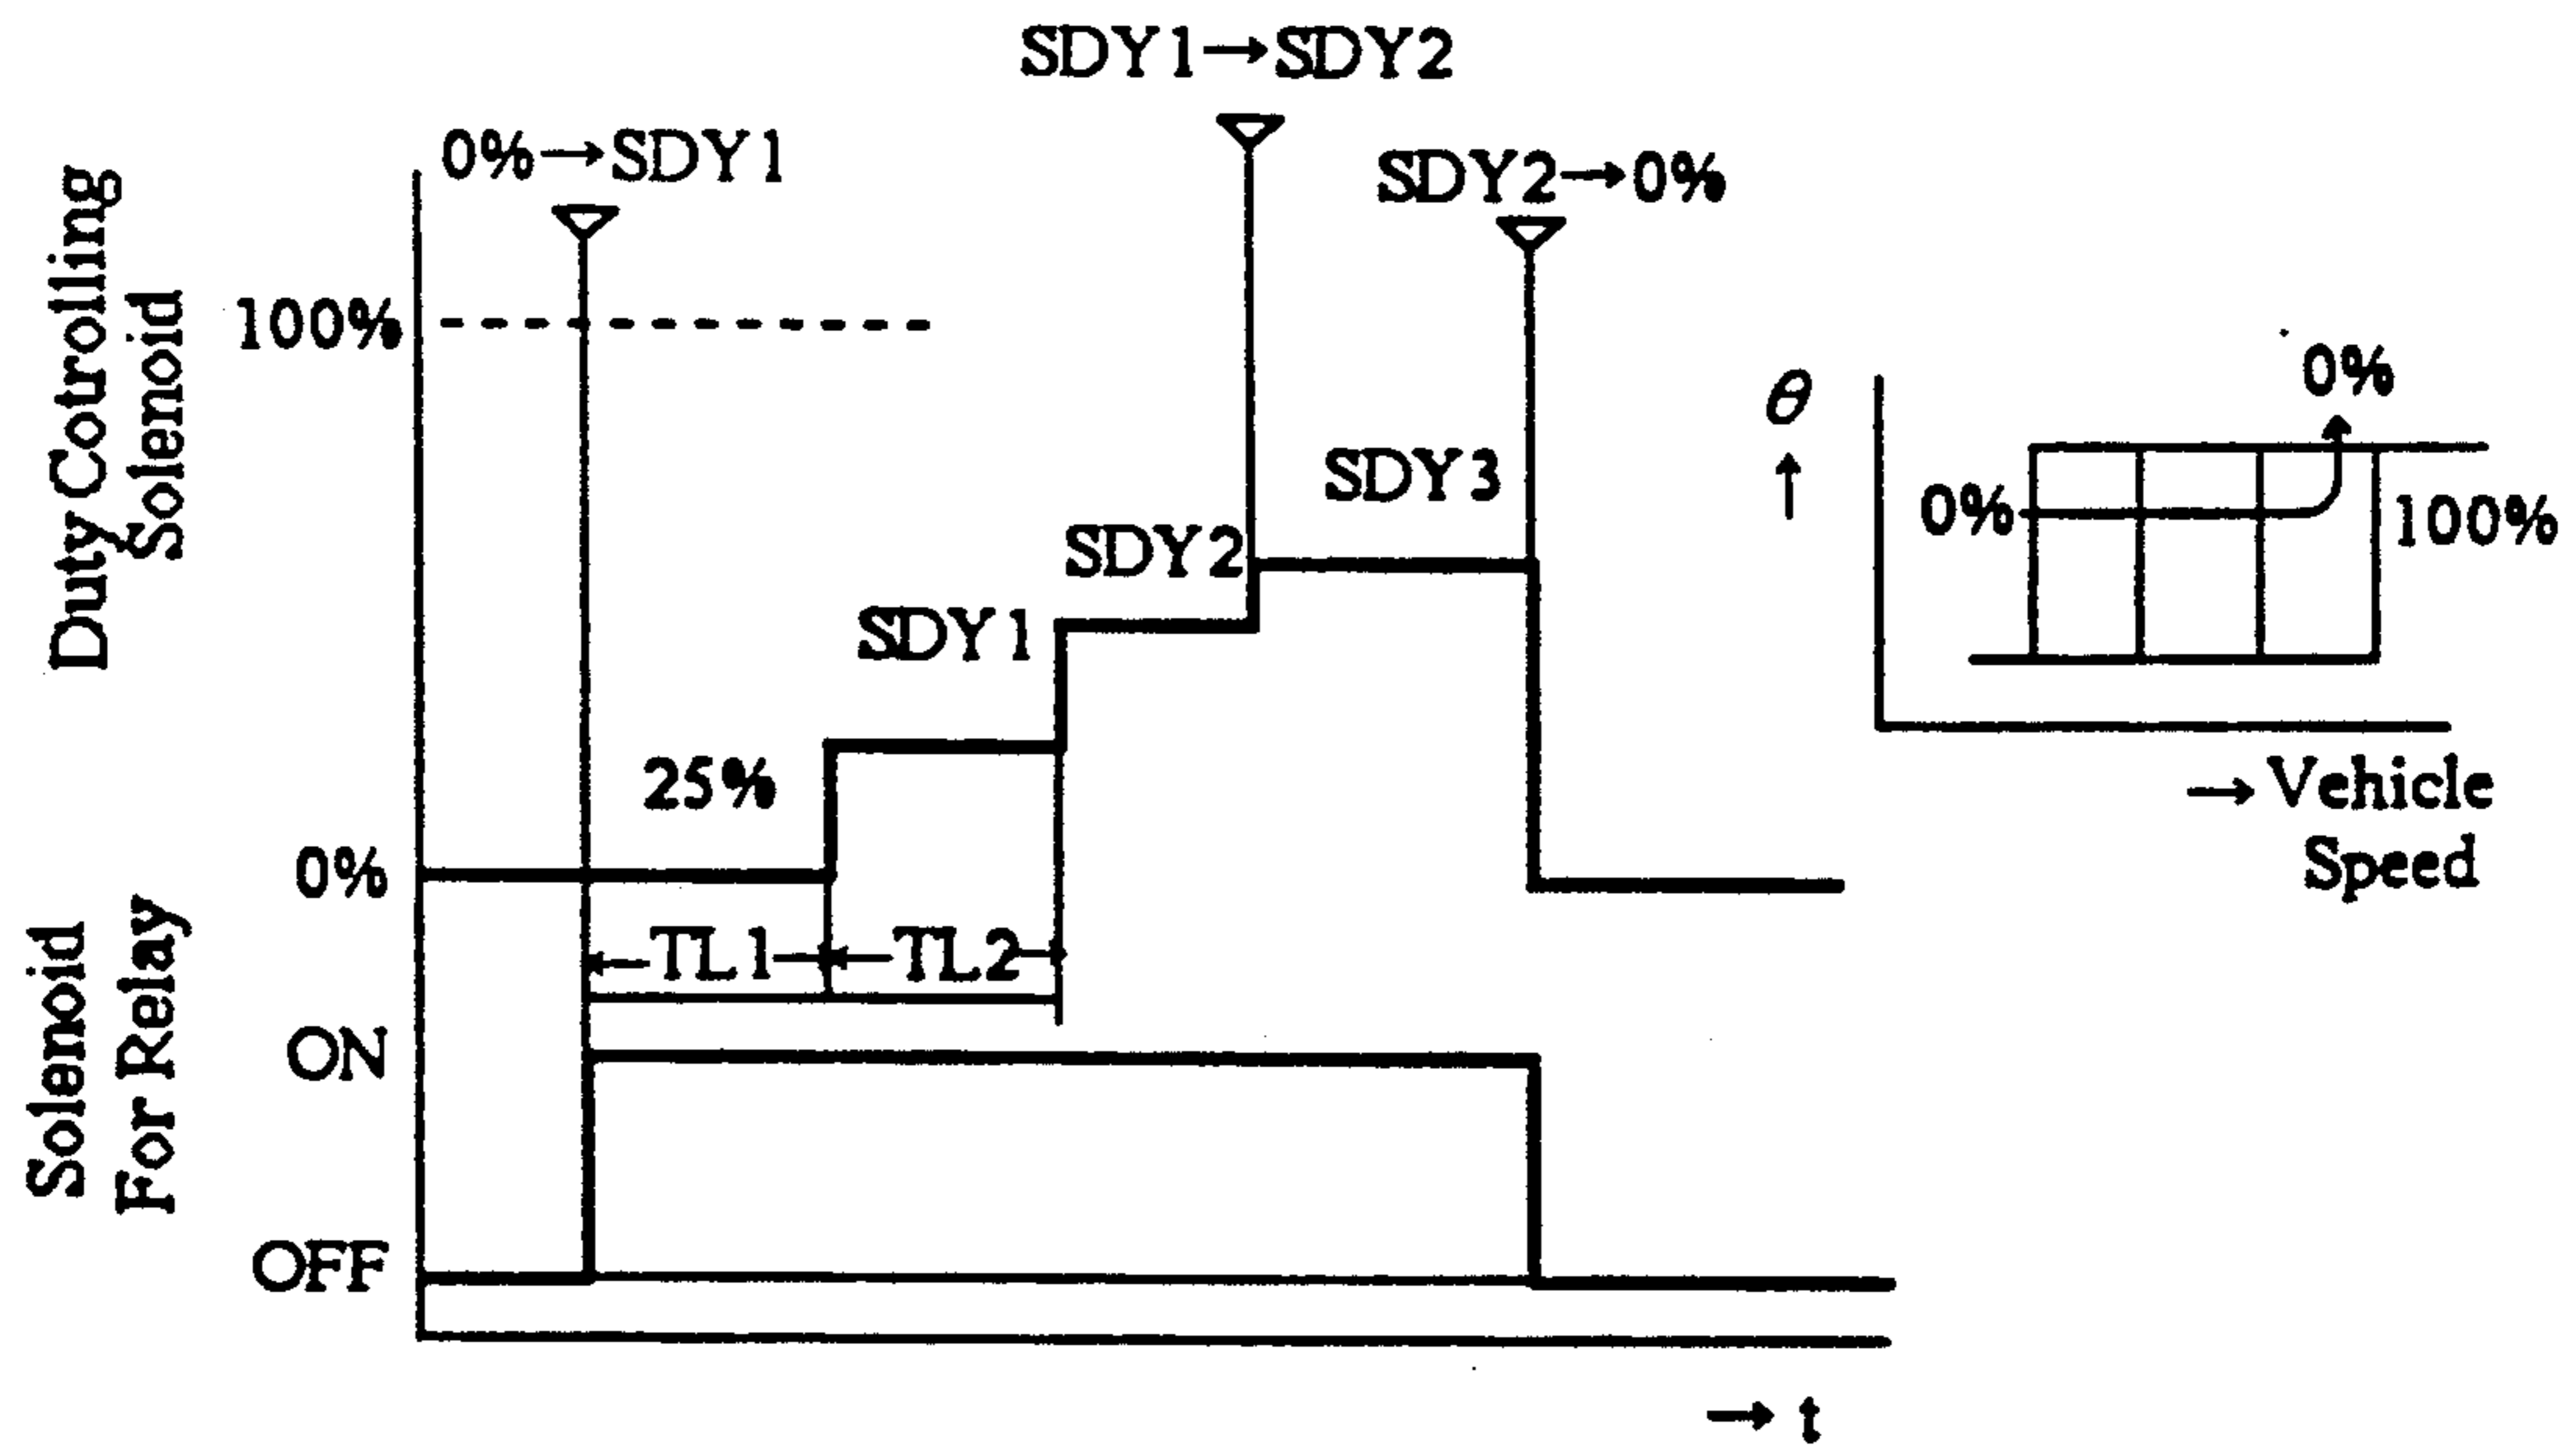 SDY1→SDY2
0%→SDY1
SDY2→0%
Duty Cotrolling
Solenoid
100%
SDY3
SDY2
SDY1
25%
0%
TL1
TL2
Solenoid
For Relay
ON
OFF
→ t
θ
↑
0%
0%
100%
→ Vehicle
Speed